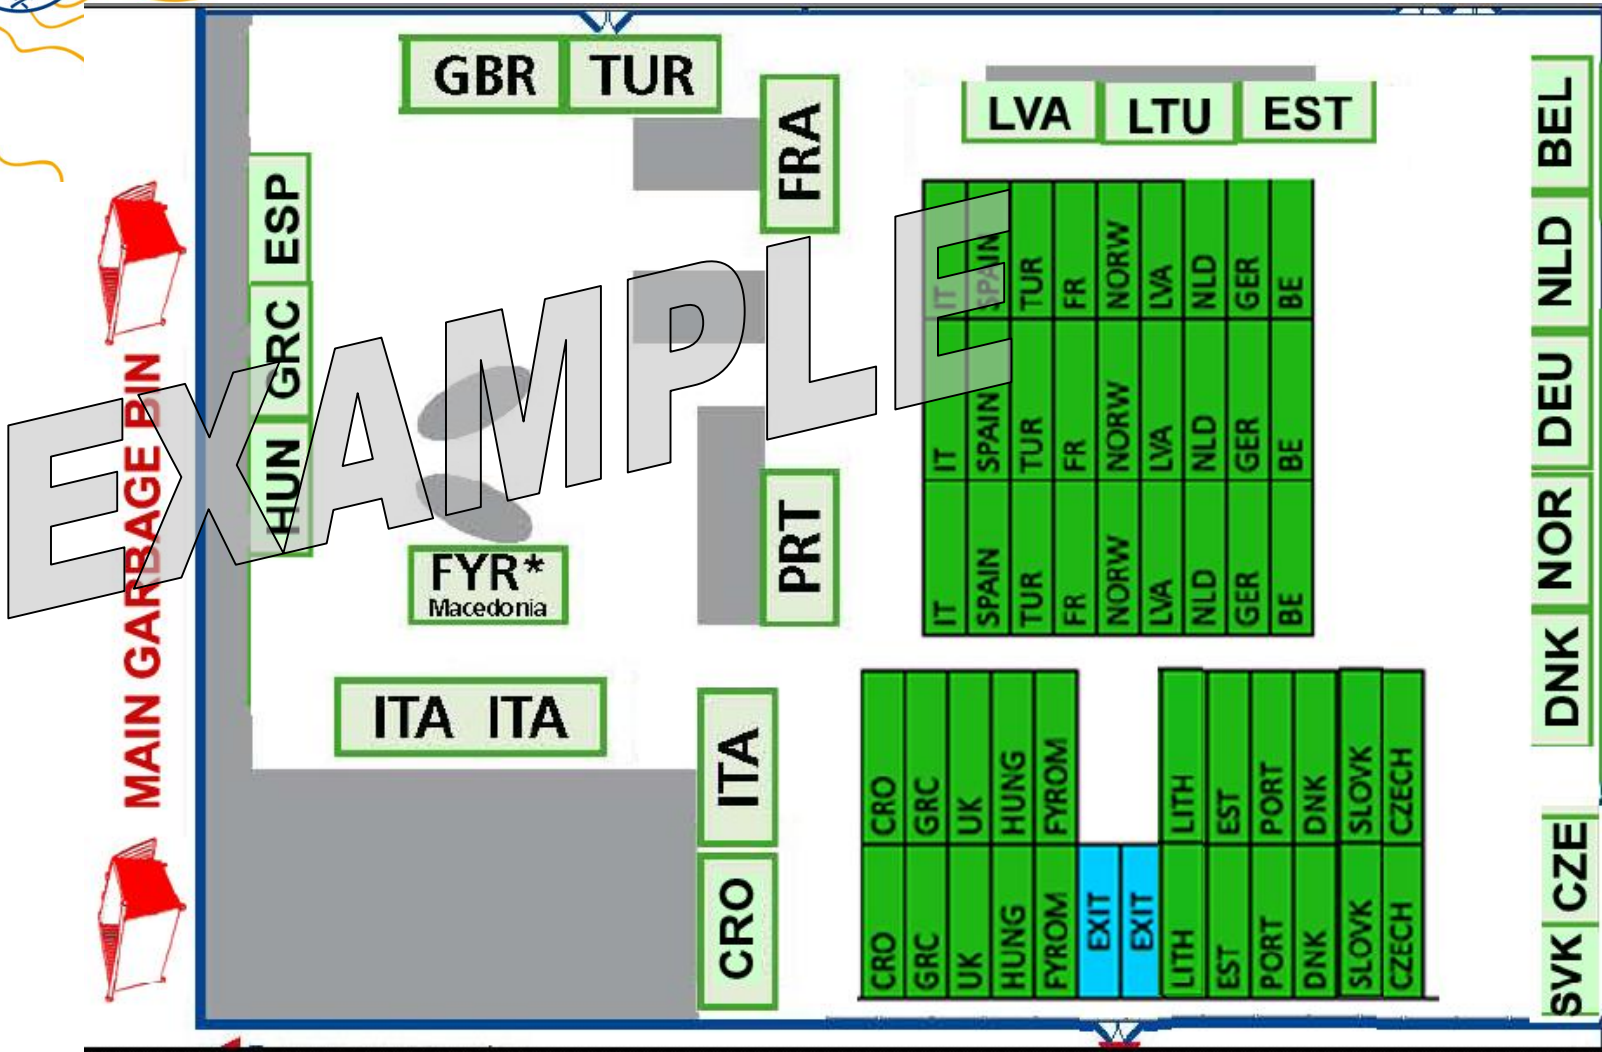 GBR TUR
FRA
LVA LTU EST
BEL
NLD
DEU
NOR
DNK
CZE
SVK
ESP
GRC
HUN
MAIN GARBAGE BIN
EXAMPLE
FYR*
Macedonia
PRT
ITA ITA
ITA
CRO
IT SPAIN TUR FR NORW LVA NLD GER BE
IT SPAIN TUR FR NORW LVA NLD GER BE
IT SPAIN TUR FR NORW LVA NLD GER BE
CRO GRC UK HUNG FYROM LITH EST PORT DNK SLOVK CZECH
CRO GRC UK HUNG FYROM EXIT EXIT LITH EST PORT DNK SLOVK CZECH